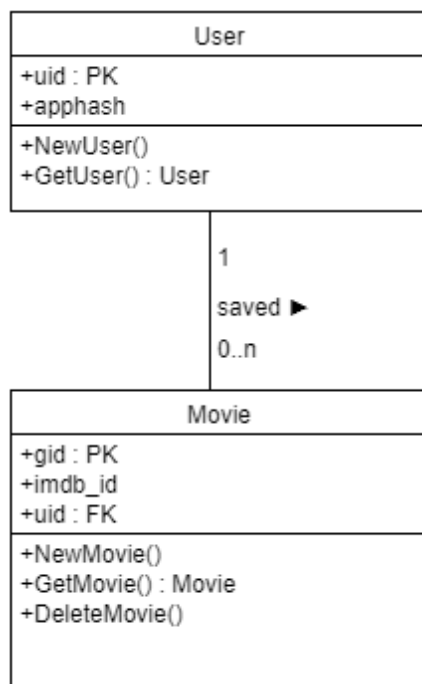 User
+uid : PK
+apphash
+NewUser()
+GetUser() : User
1
saved ►
0..n
Movie
+gid : PK
+imdb_id
+uid : FK
+NewMovie()
+GetMovie() : Movie
+DeleteMovie()